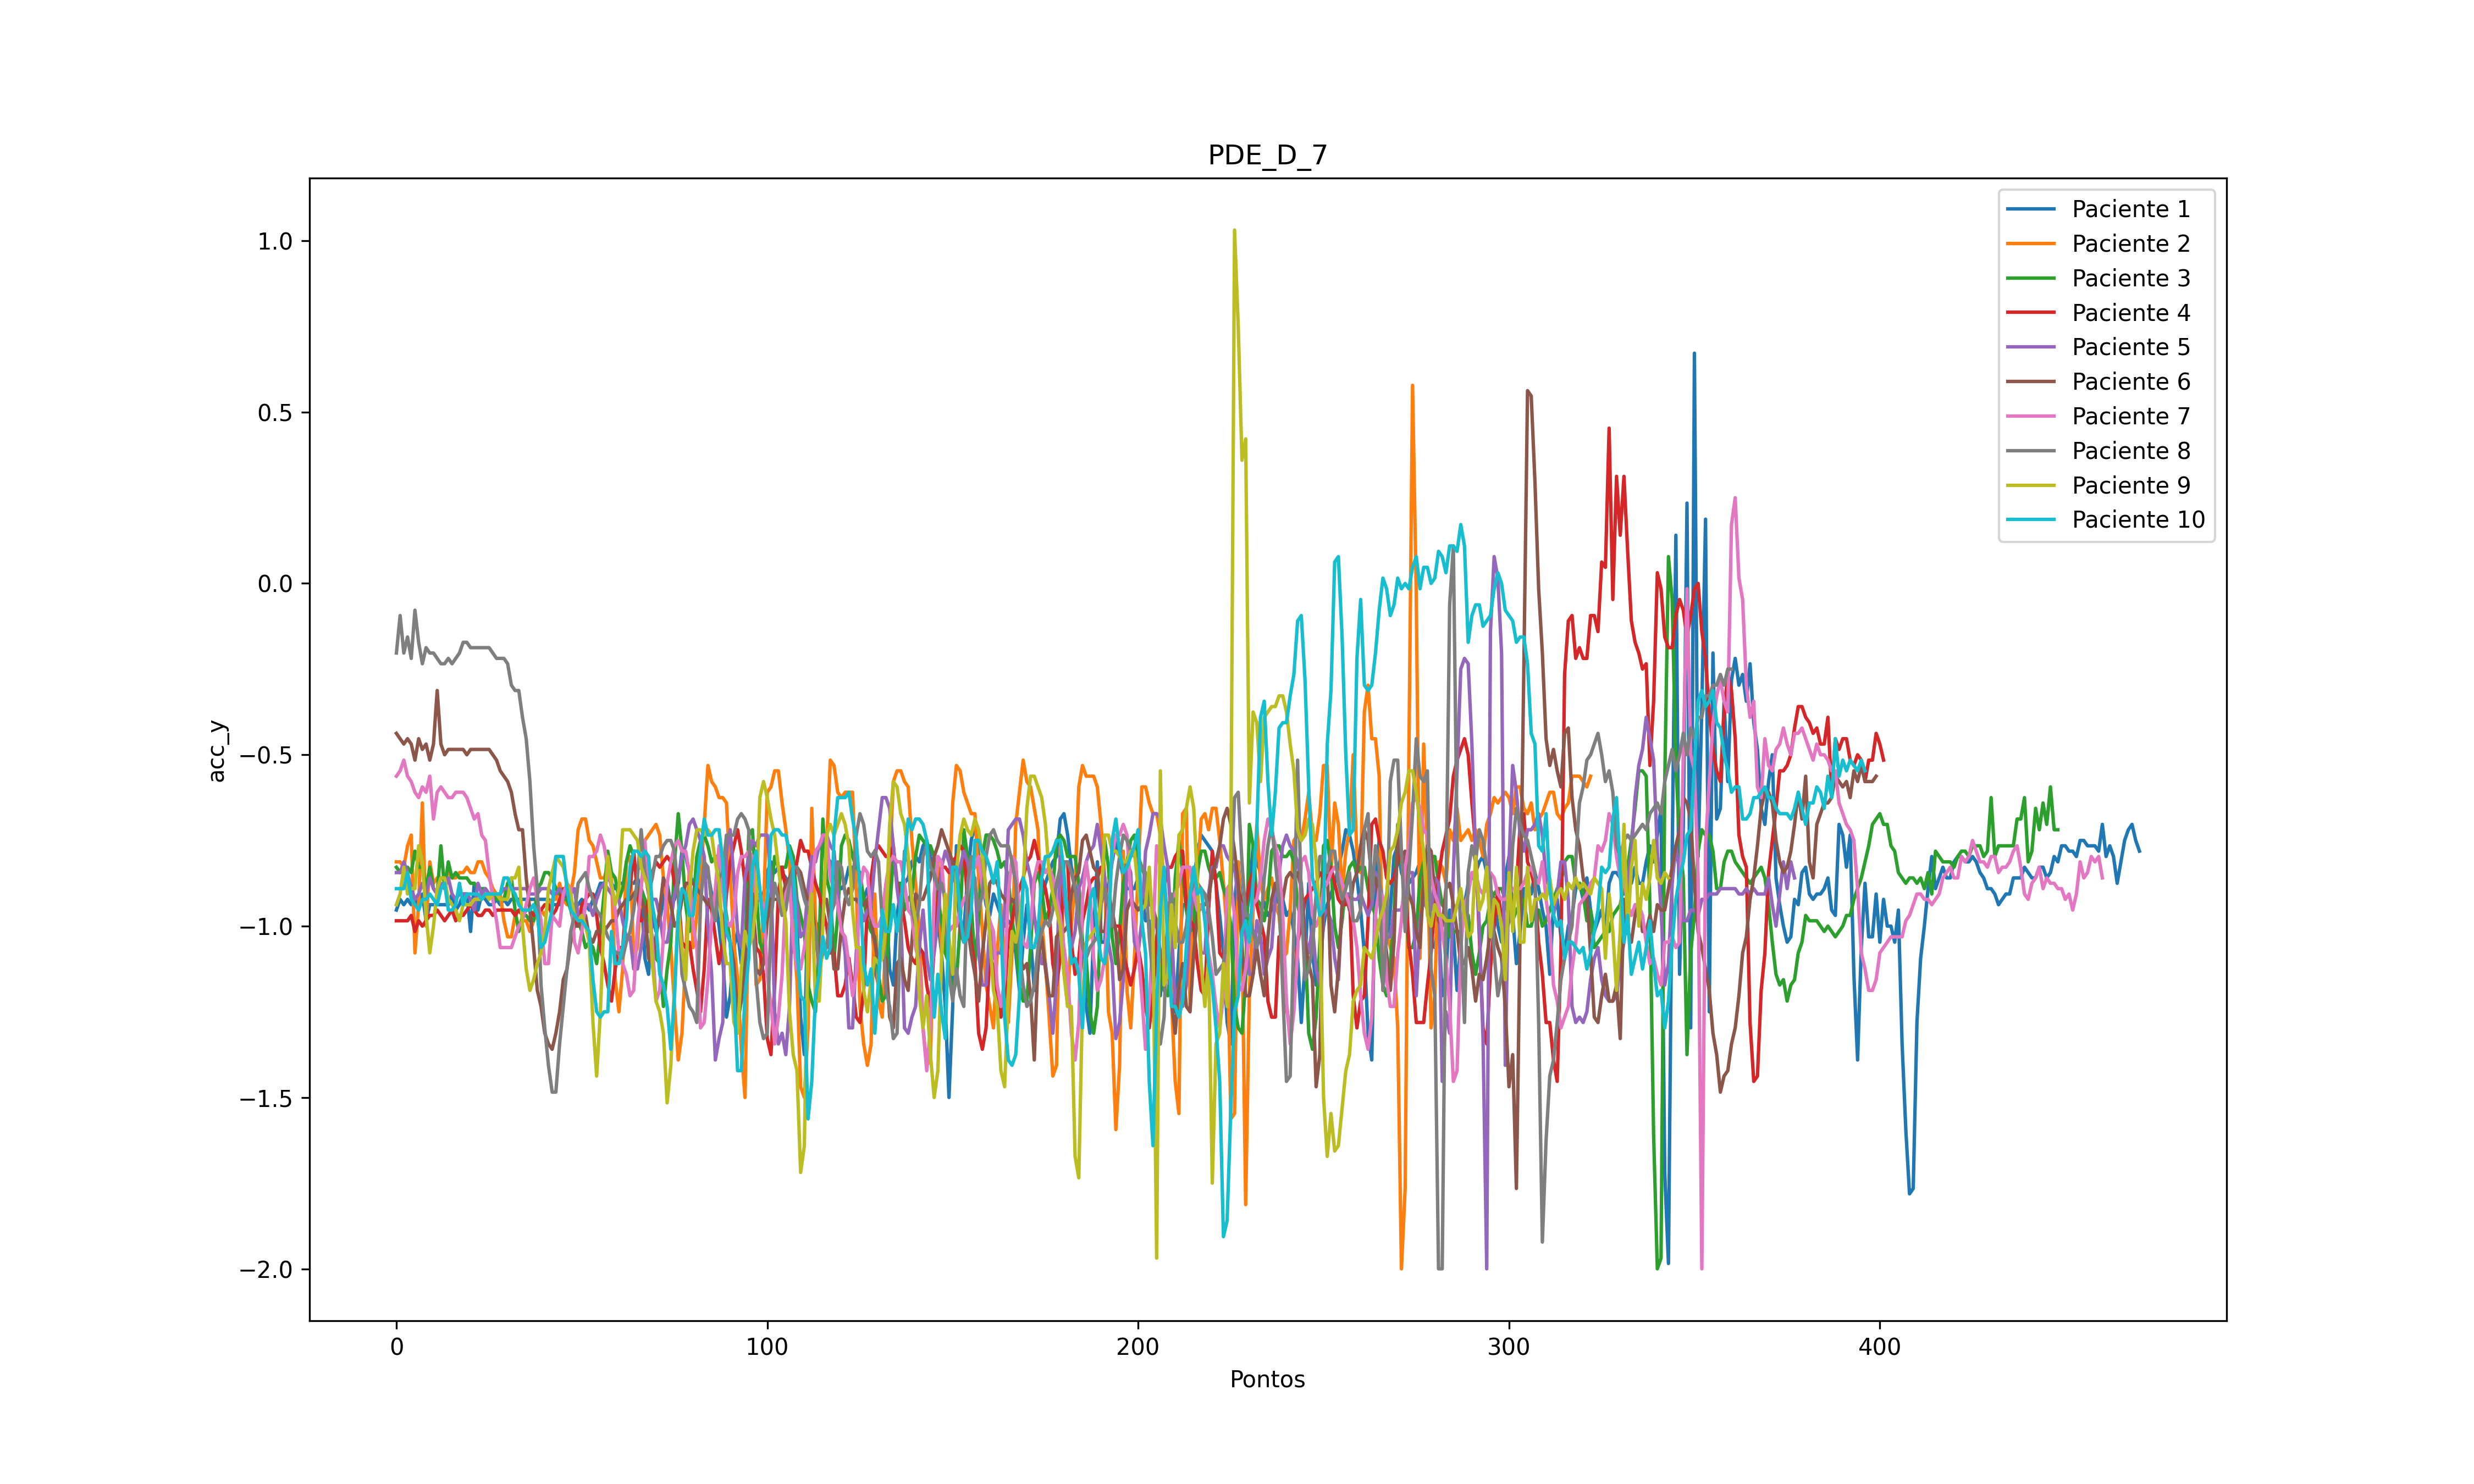 PDE_D_7
Paciente 1
Paciente 2
Paciente 3
Paciente 4
Paciente 5
Paciente 6
Paciente 7
Paciente 8
Paciente 9
Paciente 10
1.0
0.5
0.0
−0.5
−1.0
−1.5
−2.0
acc_y
0 100 200 300 400
Pontos